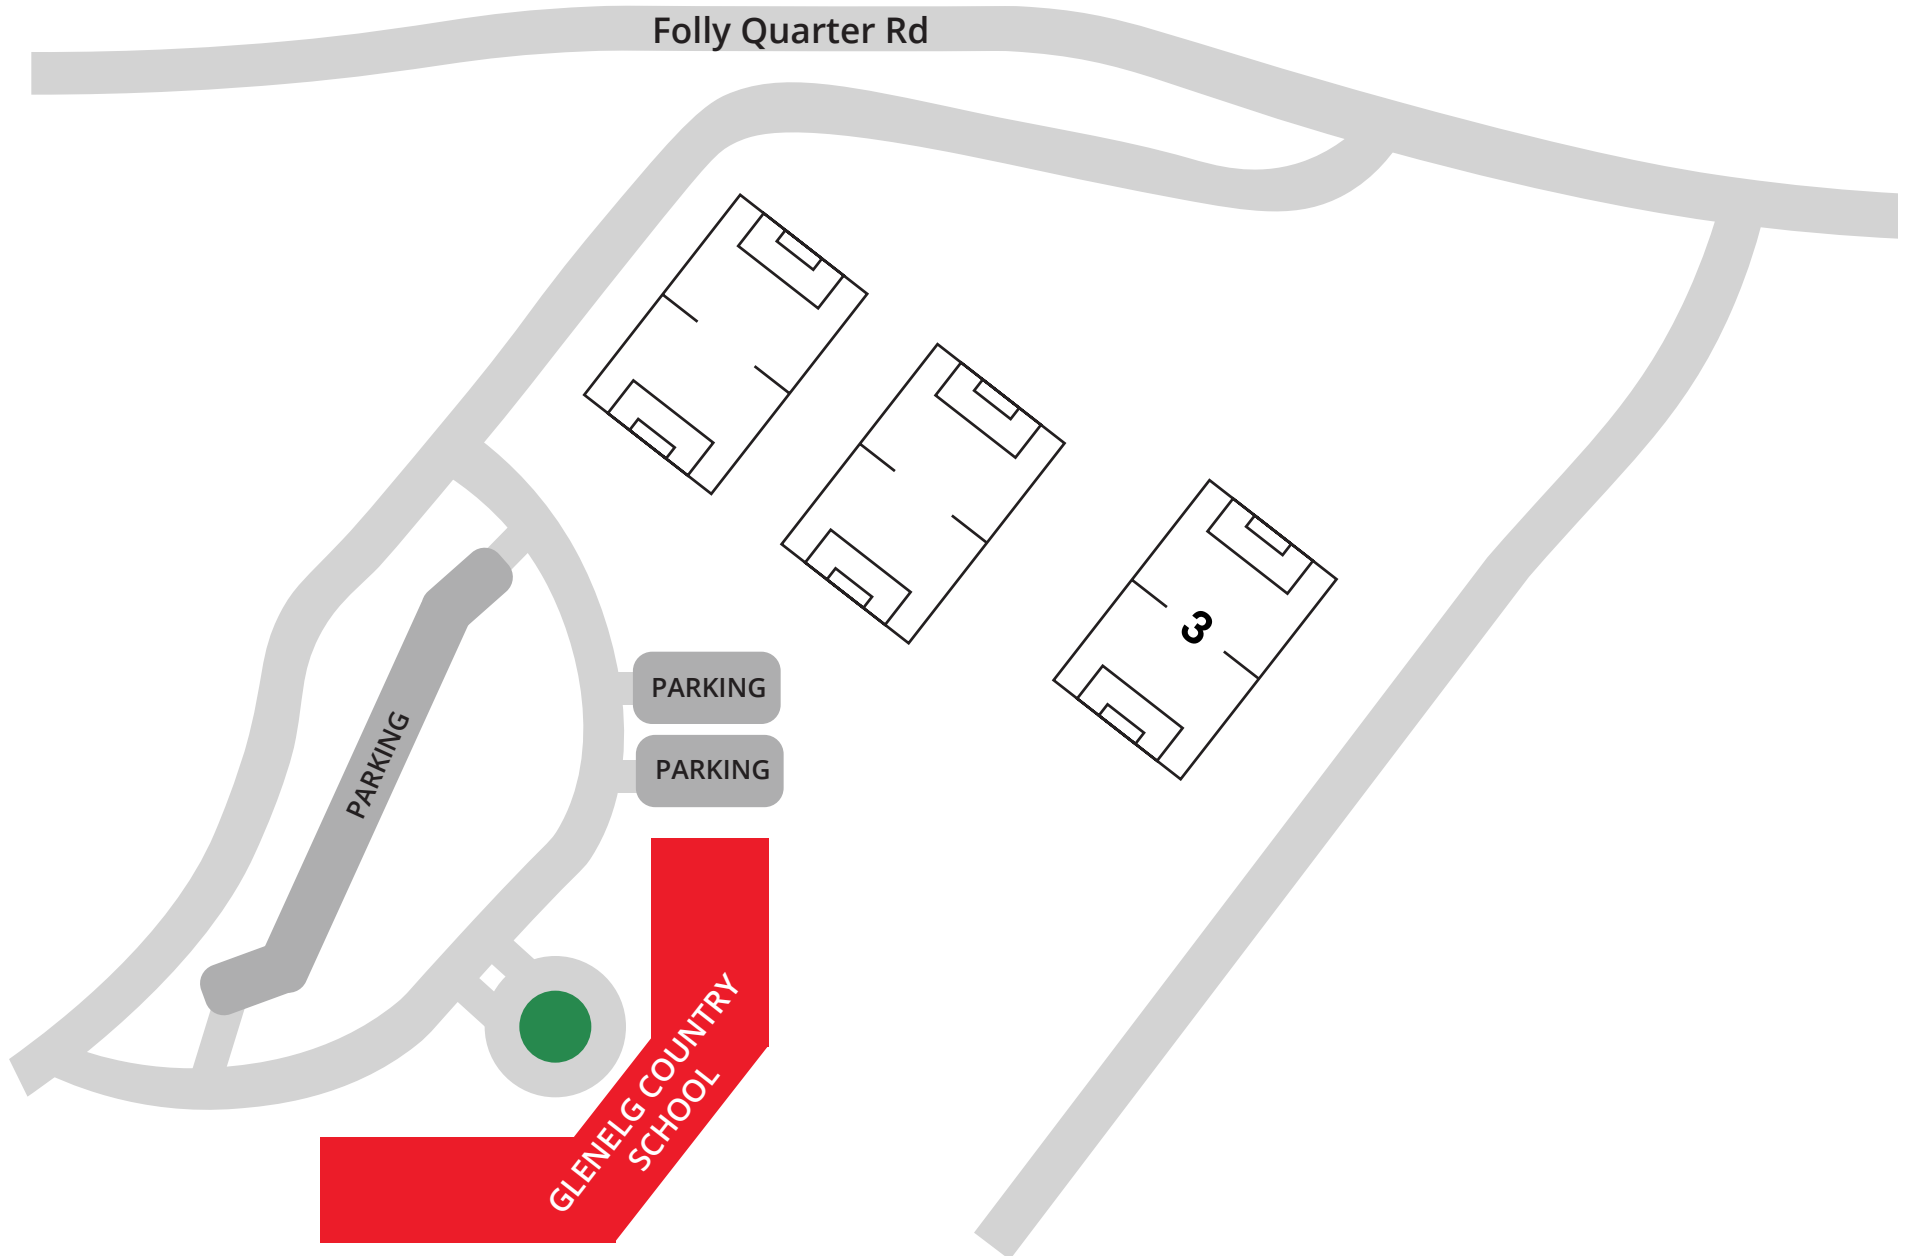 Folly Quarter Rd
3
PARKING
PARKING
PARKING
GLENELG COUNTRY
SCHOOL